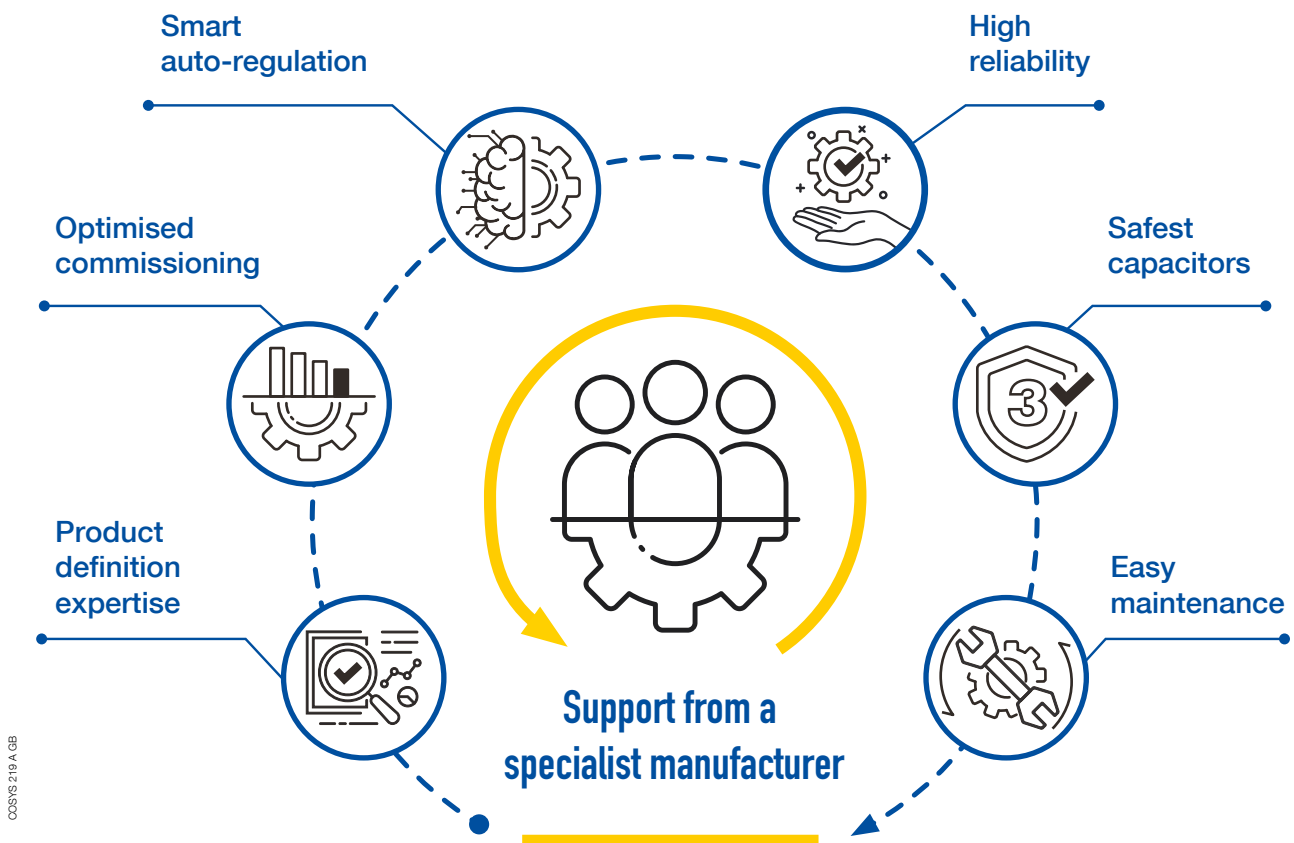 Smart
auto-regulation
High
reliability
Optimised
commissioning
Safest
capacitors
3
Product
definition
expertise
Easy
maintenance
Support from a
specialist manufacturer
COSYS 219 A GB